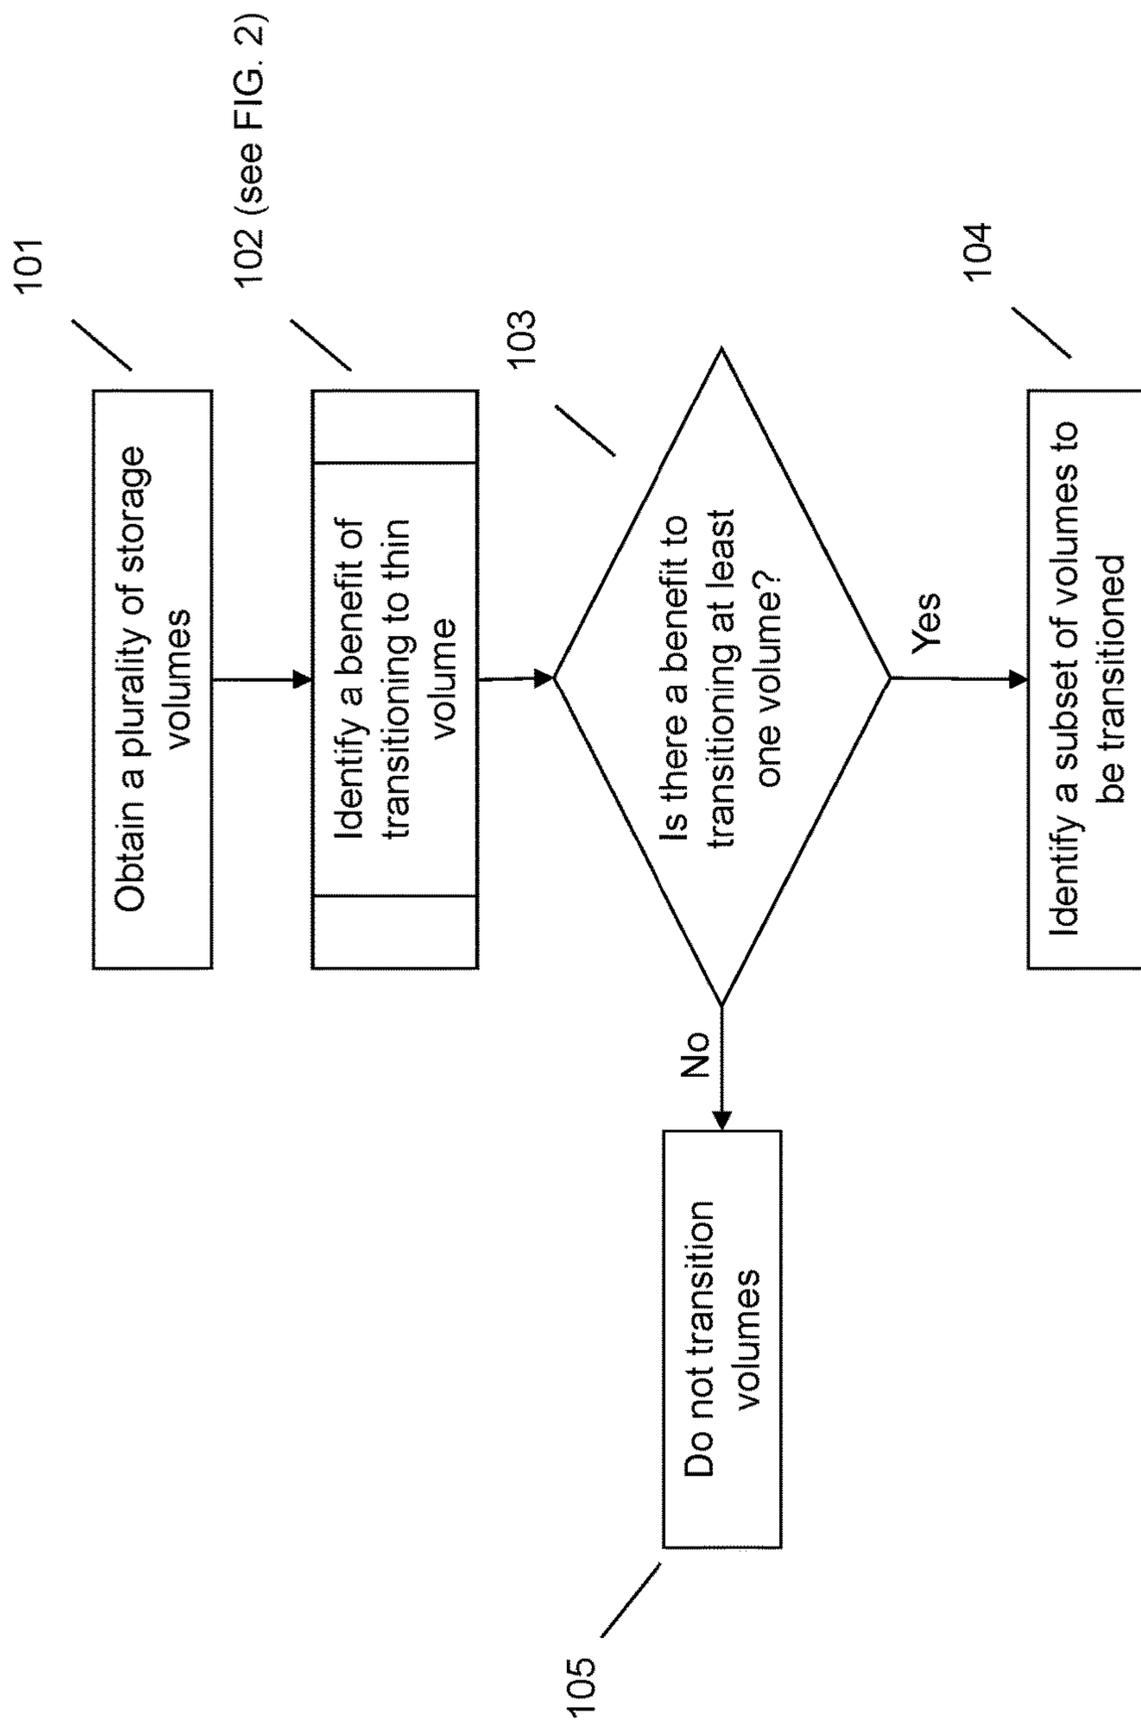 101
Obtain a plurality of storage
volumes
102 (see FIG. 2)
Identify a benefit of
transitioning to thin
volume
103
Is there a benefit to
transitioning at least
one volume?
No
Yes
105
Do not transition
volumes
104
Identify a subset of volumes to
be transitioned